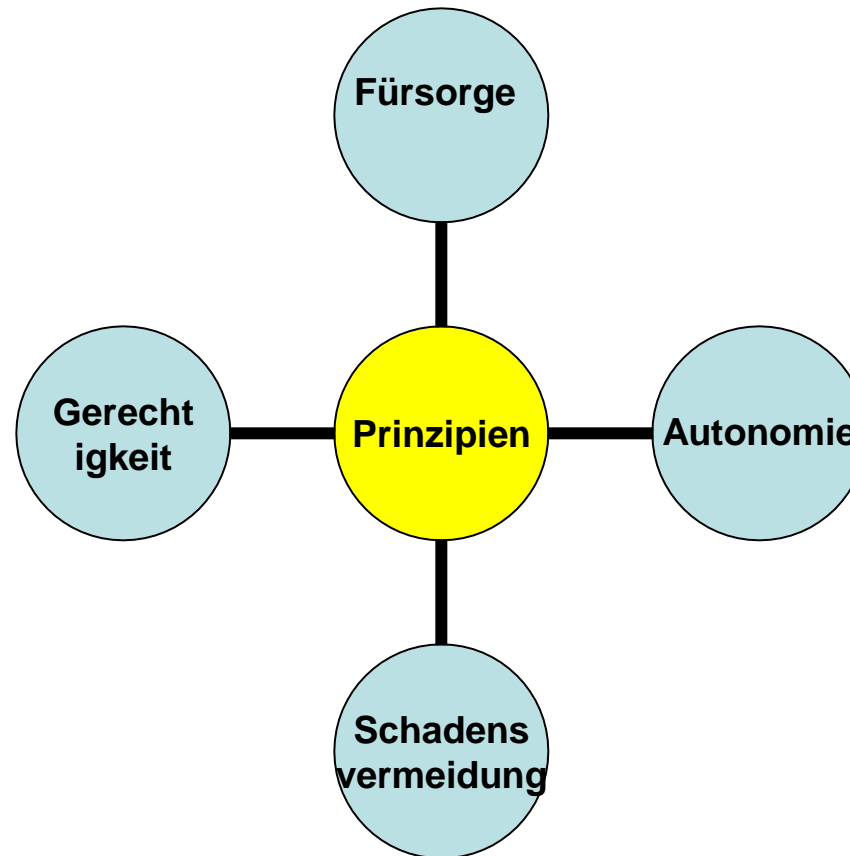 Fürsorge
Gerecht
igkeit
Prinzipien
Autonomie
Schadens
vermeidung